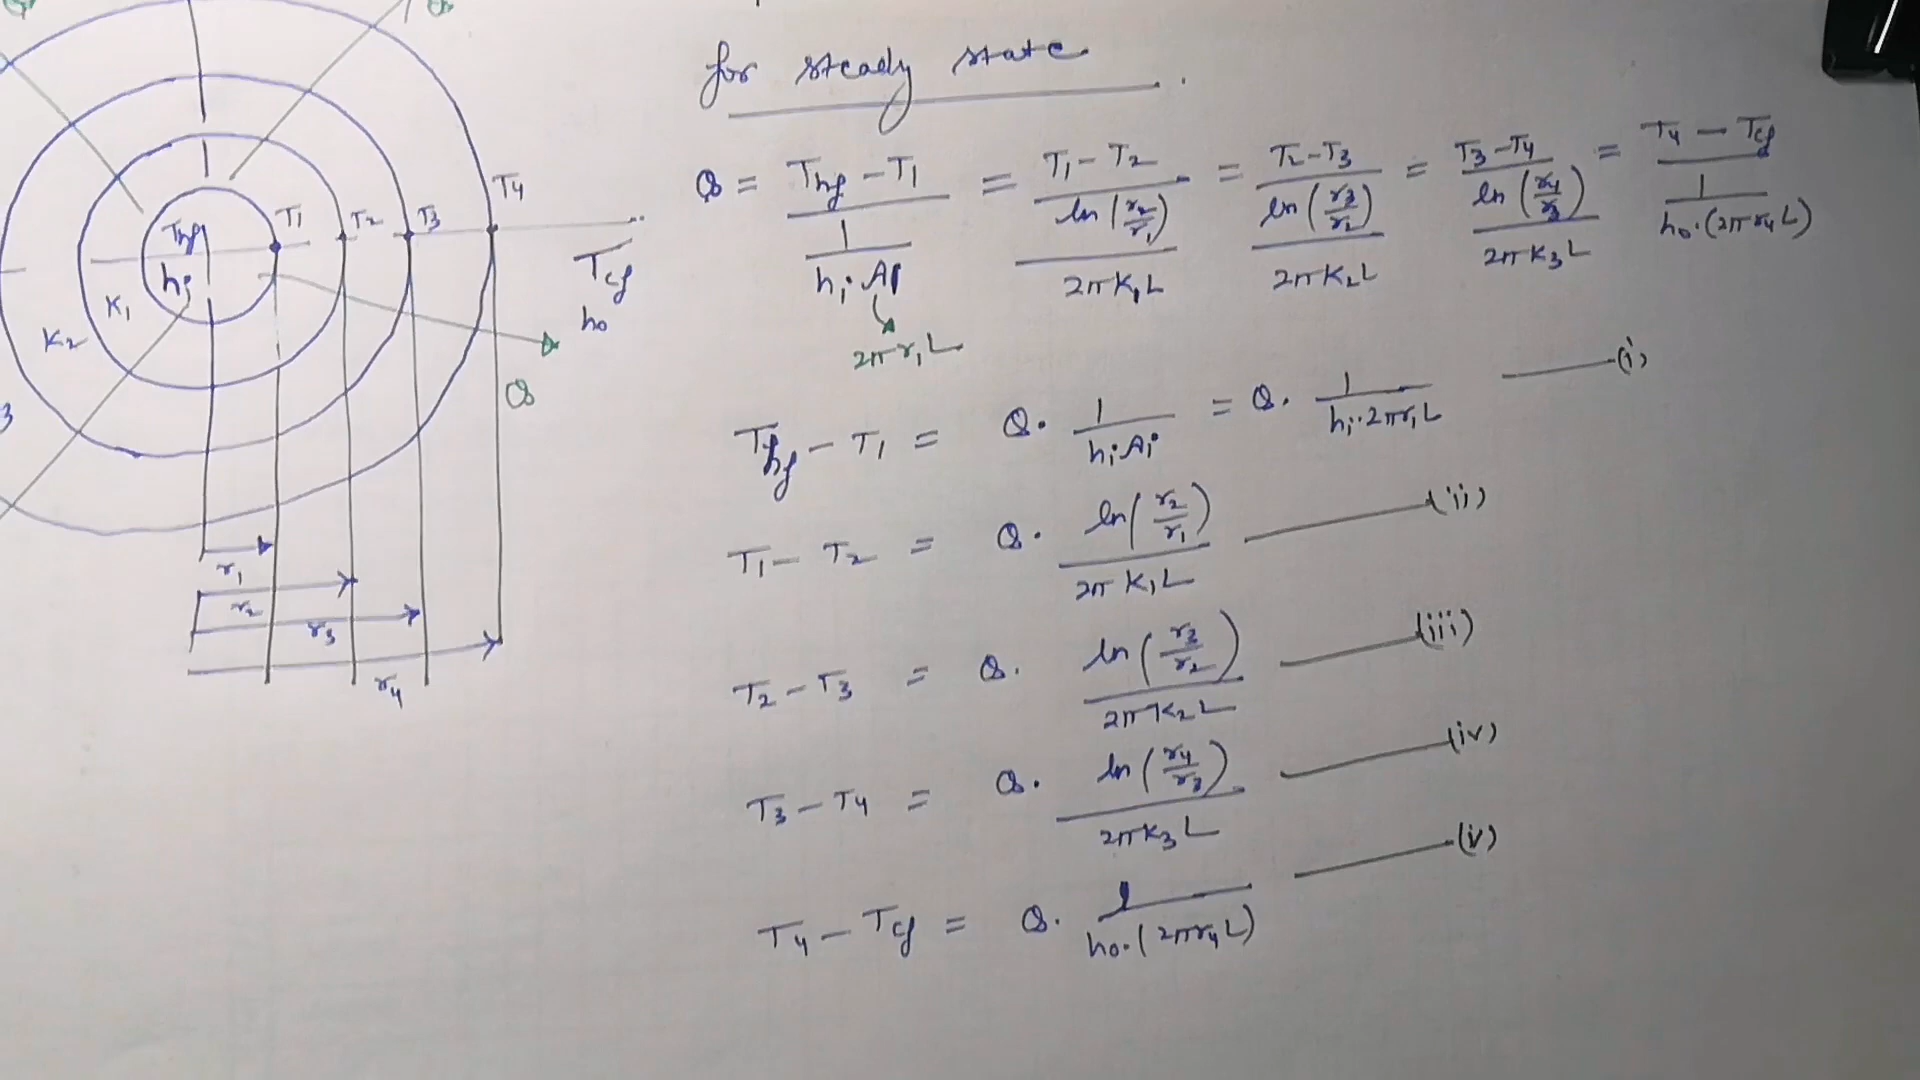 for steady state
Q = (Thf - T1) / (1 / (hi · Ai)) = (T1 - T2) / (ln(r2/r1) / (2πK1L)) = (T2 - T3) / (ln(r3/r2) / (2πK2L)) = (T3 - T4) / (ln(r4/r3) / (2πK3L)) = (T4 - Tcf) / (1 / (ho · (2πr4L)))
2πr1L
Thf - T1 = Q · 1 / (hi·Ai) = Q · 1 / (hi·2πr1L) — (i)
T1 - T2 = Q · ln(r2/r1) / (2πK1L) — (ii)
T2 - T3 = Q · ln(r3/r2) / (2πK2L) — (iii)
T3 - T4 = Q · ln(r4/r3) / (2πK3L) — (iv)
T4 - Tcf = Q · 1 / (ho·(2πr4L)) — (v)
Q
T4
Thf T1 T2 T3
hi
Tcf
K1
ho
K2
Q
3
r1
r2
r3
r4